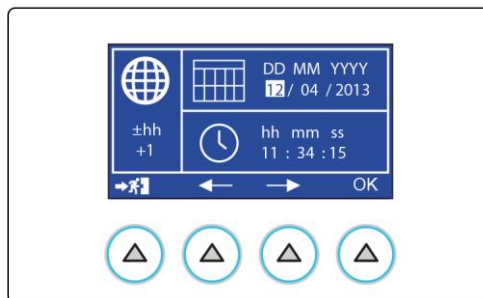 DD MM YYYY
12 / 04 / 2013
±hh
+1
hh mm ss
11 : 34 : 15
OK